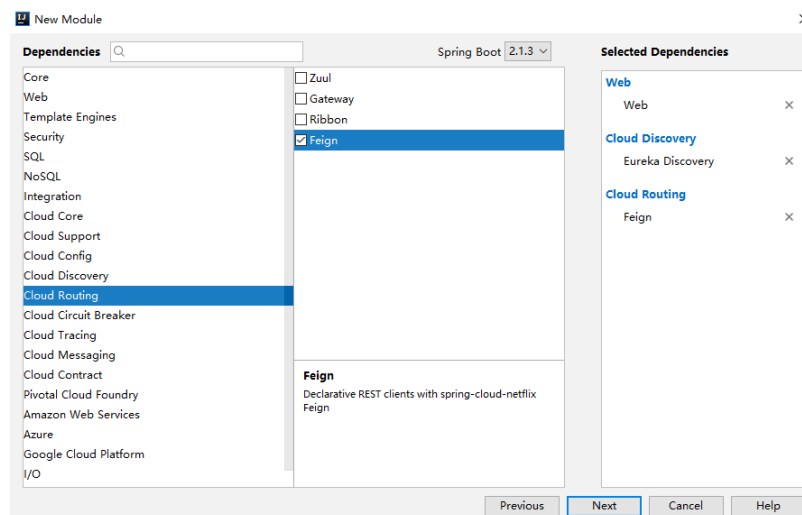 New Module
Dependencies
Spring Boot 2.1.3
Selected Dependencies
Core
Web
Template Engines
Security
SQL
NoSQL
Integration
Cloud Core
Cloud Support
Cloud Config
Cloud Discovery
Cloud Routing
Cloud Circuit Breaker
Cloud Tracing
Cloud Messaging
Cloud Contract
Pivotal Cloud Foundry
Amazon Web Services
Azure
Google Cloud Platform
I/O
Zuul
Gateway
Ribbon
Feign
Feign
Declarative REST clients with spring-cloud-netflix
Feign
Web
Web
Cloud Discovery
Eureka Discovery
Cloud Routing
Feign
Previous
Next
Cancel
Help